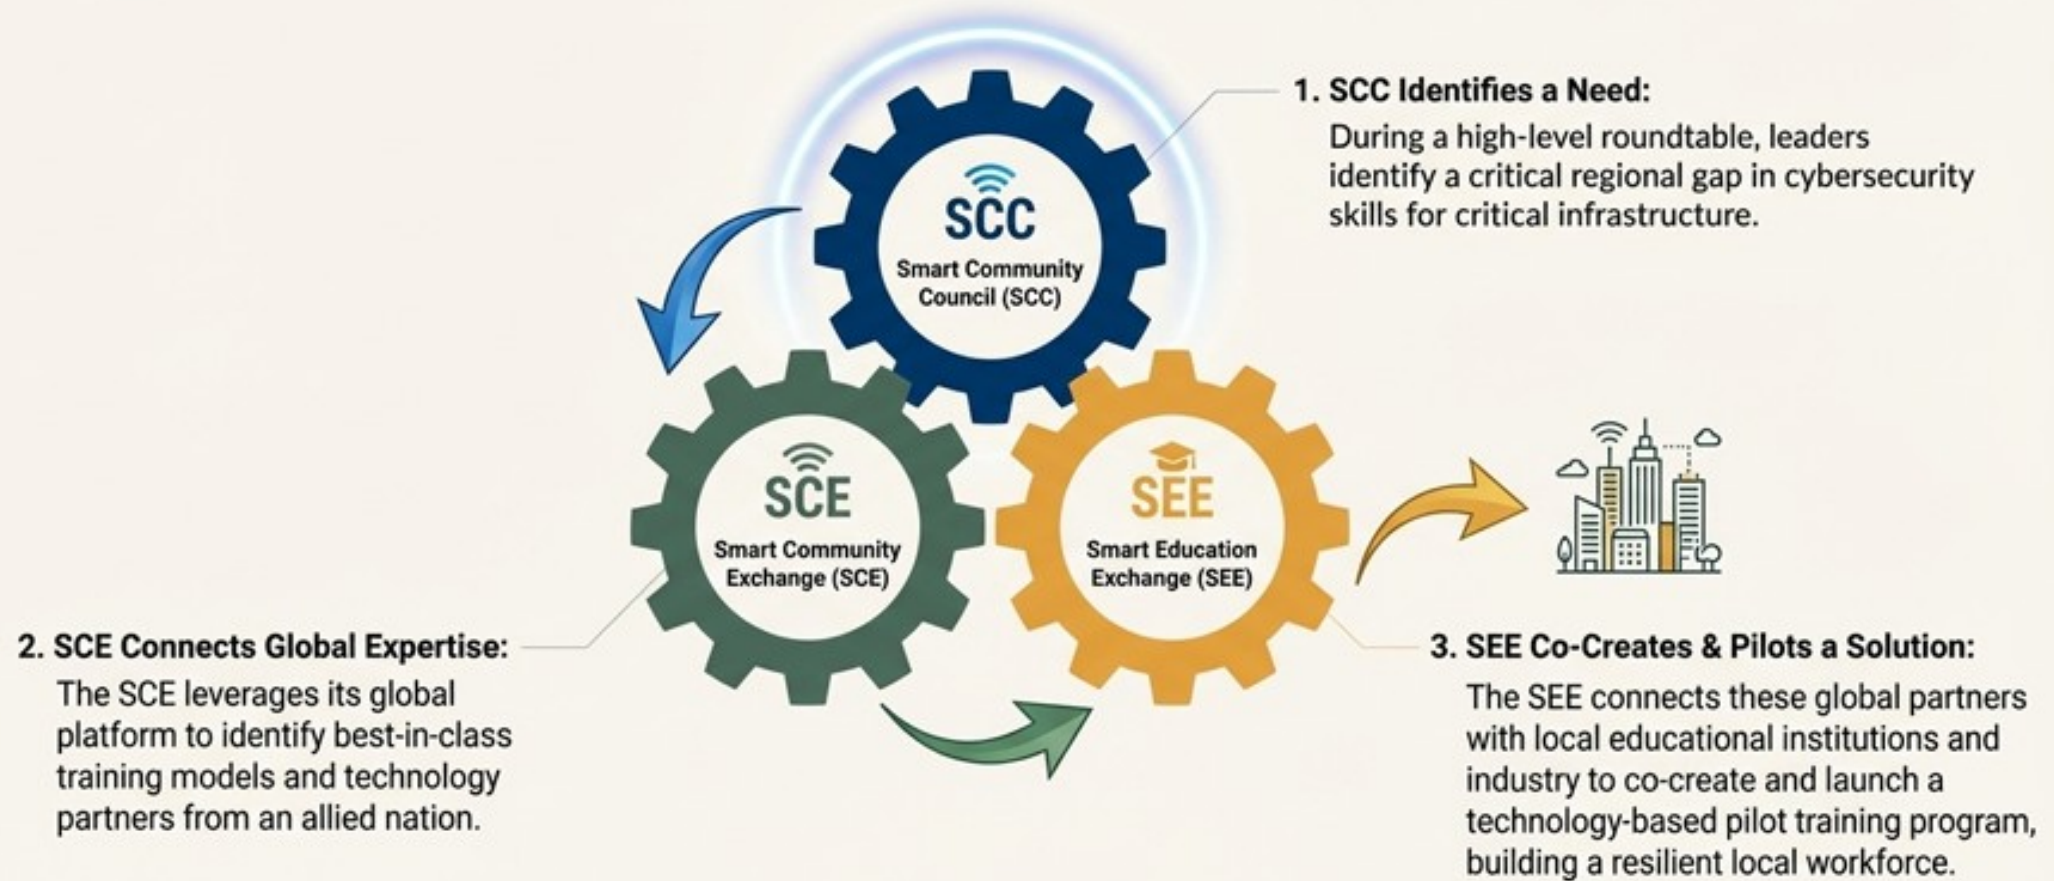 SCC
Smart Community
Council (SCC)
1. SCC Identifies a Need:
During a high-level roundtable, leaders
identify a critical regional gap in cybersecurity
skills for critical infrastructure.
SCE
Smart Community
Exchange (SCE)
2. SCE Connects Global Expertise:
The SCE leverages its global
platform to identify best-in-class
training models and technology
partners from an allied nation.
SEE
Smart Education
Exchange (SEE)
3. SEE Co-Creates & Pilots a Solution:
The SEE connects these global partners
with local educational institutions and
industry to co-create and launch a
technology-based pilot training program,
building a resilient local workforce.